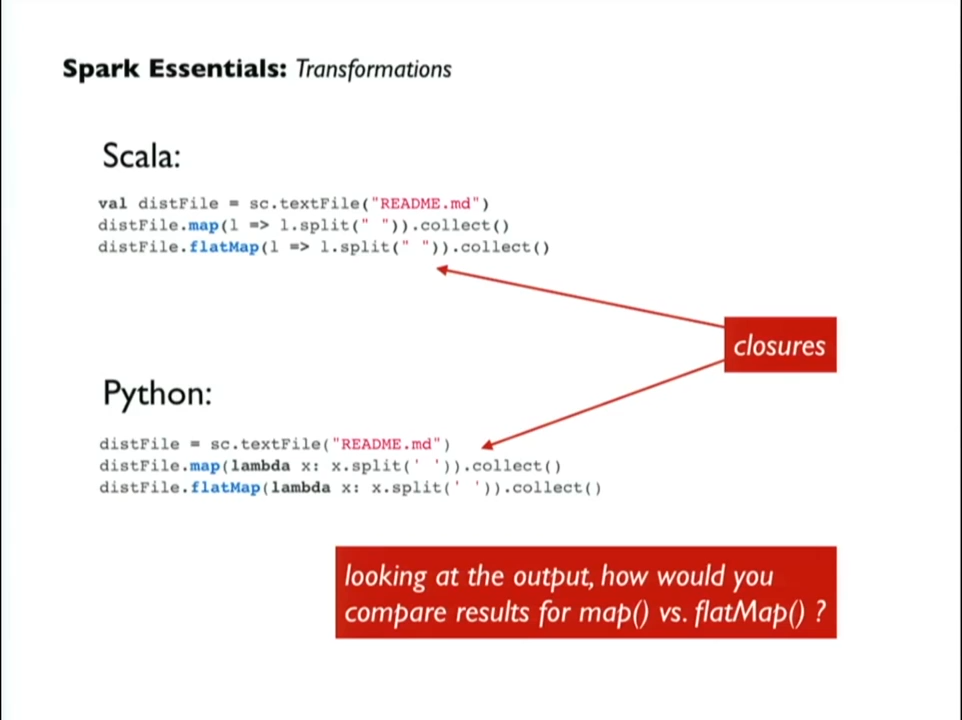 Spark Essentials: Transformations
Scala:
val distFile = sc.textFile("README.md")
distFile.map(l => l.split(" ")).collect()
distFile.flatMap(l => l.split(" ")).collect()
closures
Python:
distFile = sc.textFile("README.md")
distFile.map(lambda x: x.split(' ')).collect()
distFile.flatMap(lambda x: x.split(' ')).collect()
looking at the output, how would you
compare results for map() vs. flatMap() ?